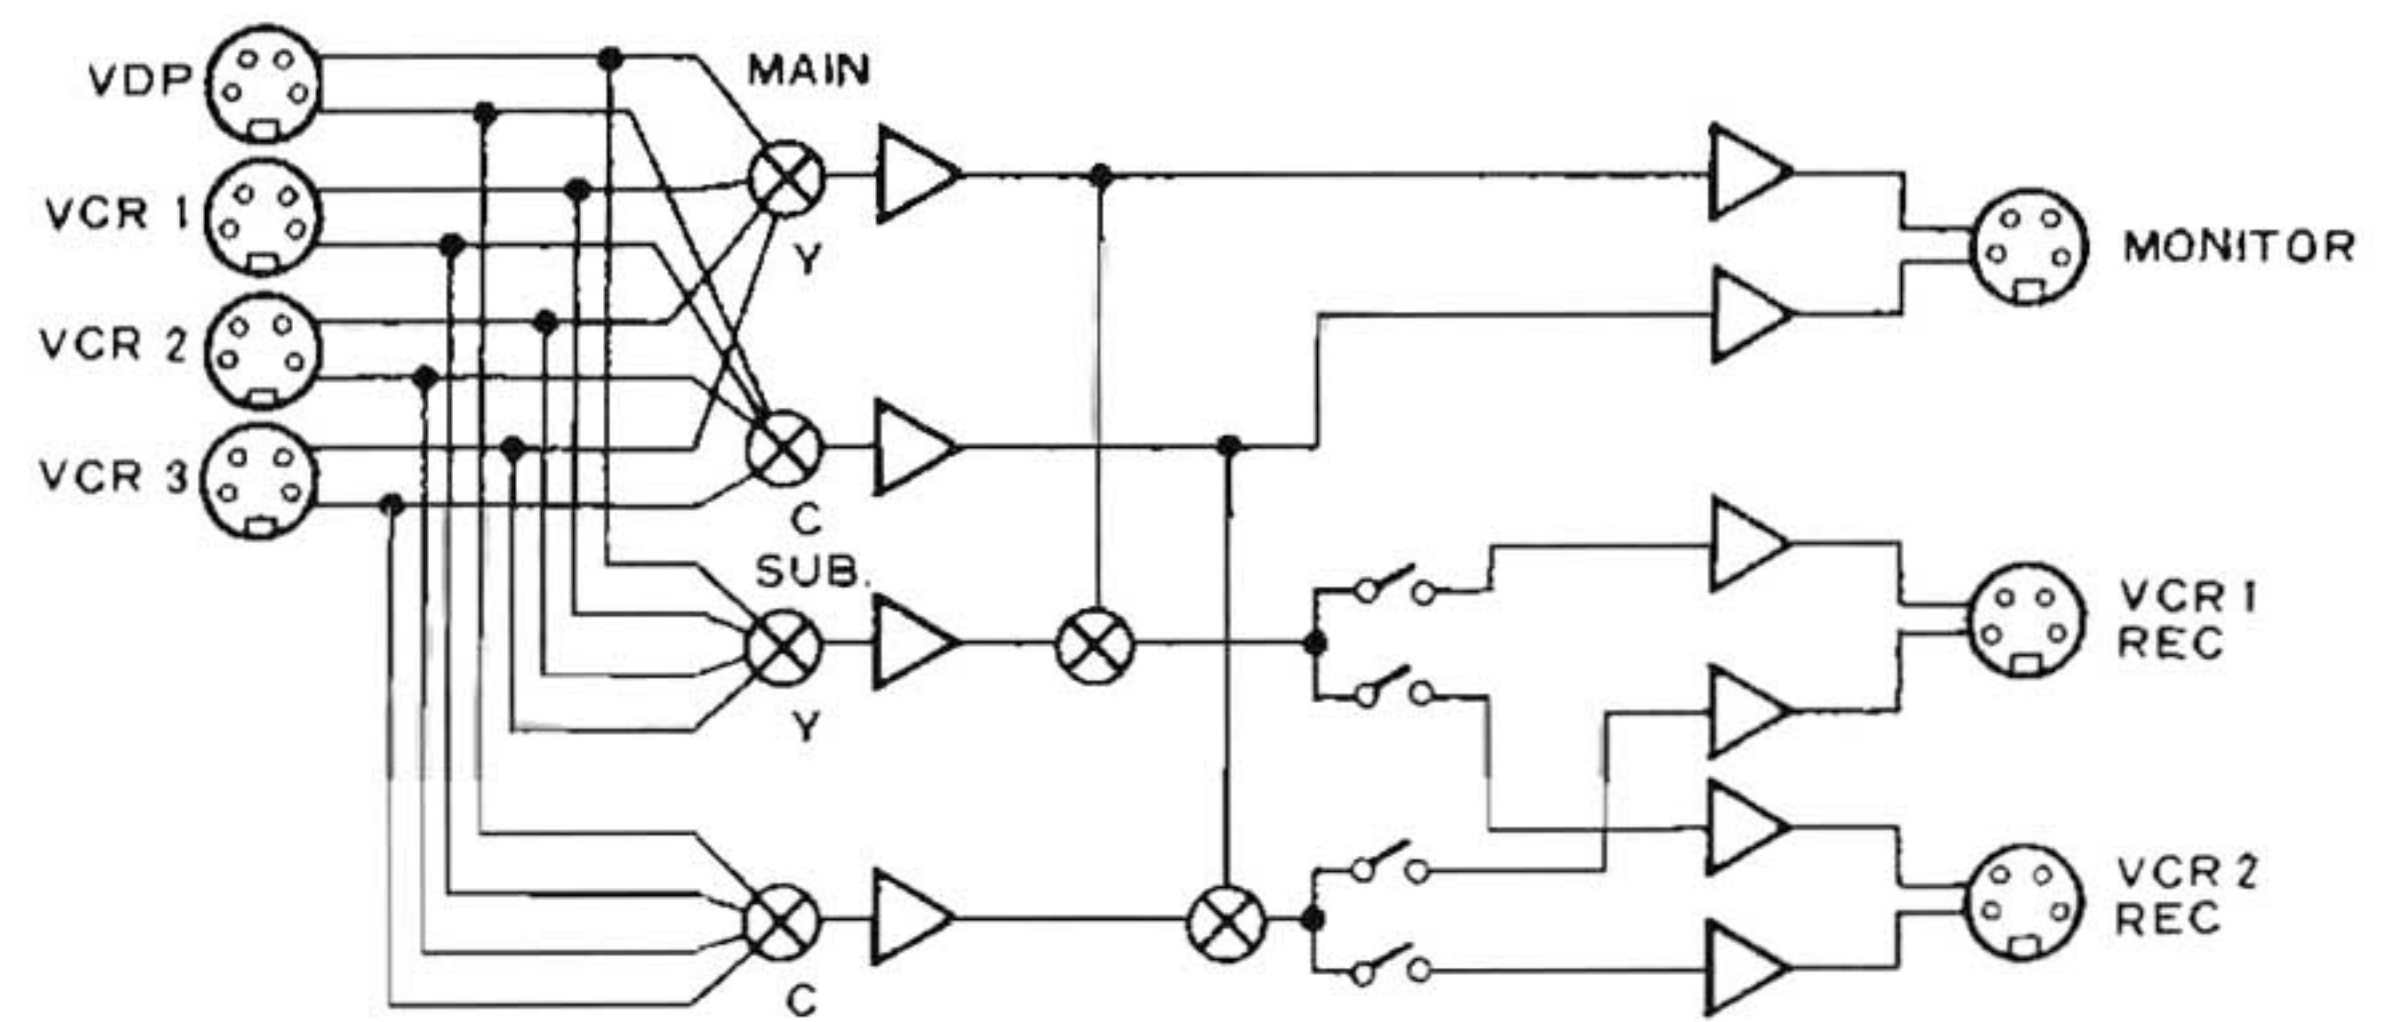 VDP
MAIN
VCR 1
Y
MONITOR
VCR 2
VCR 3
C
SUB.
VCR 1
REC
Y
VCR 2
REC
C